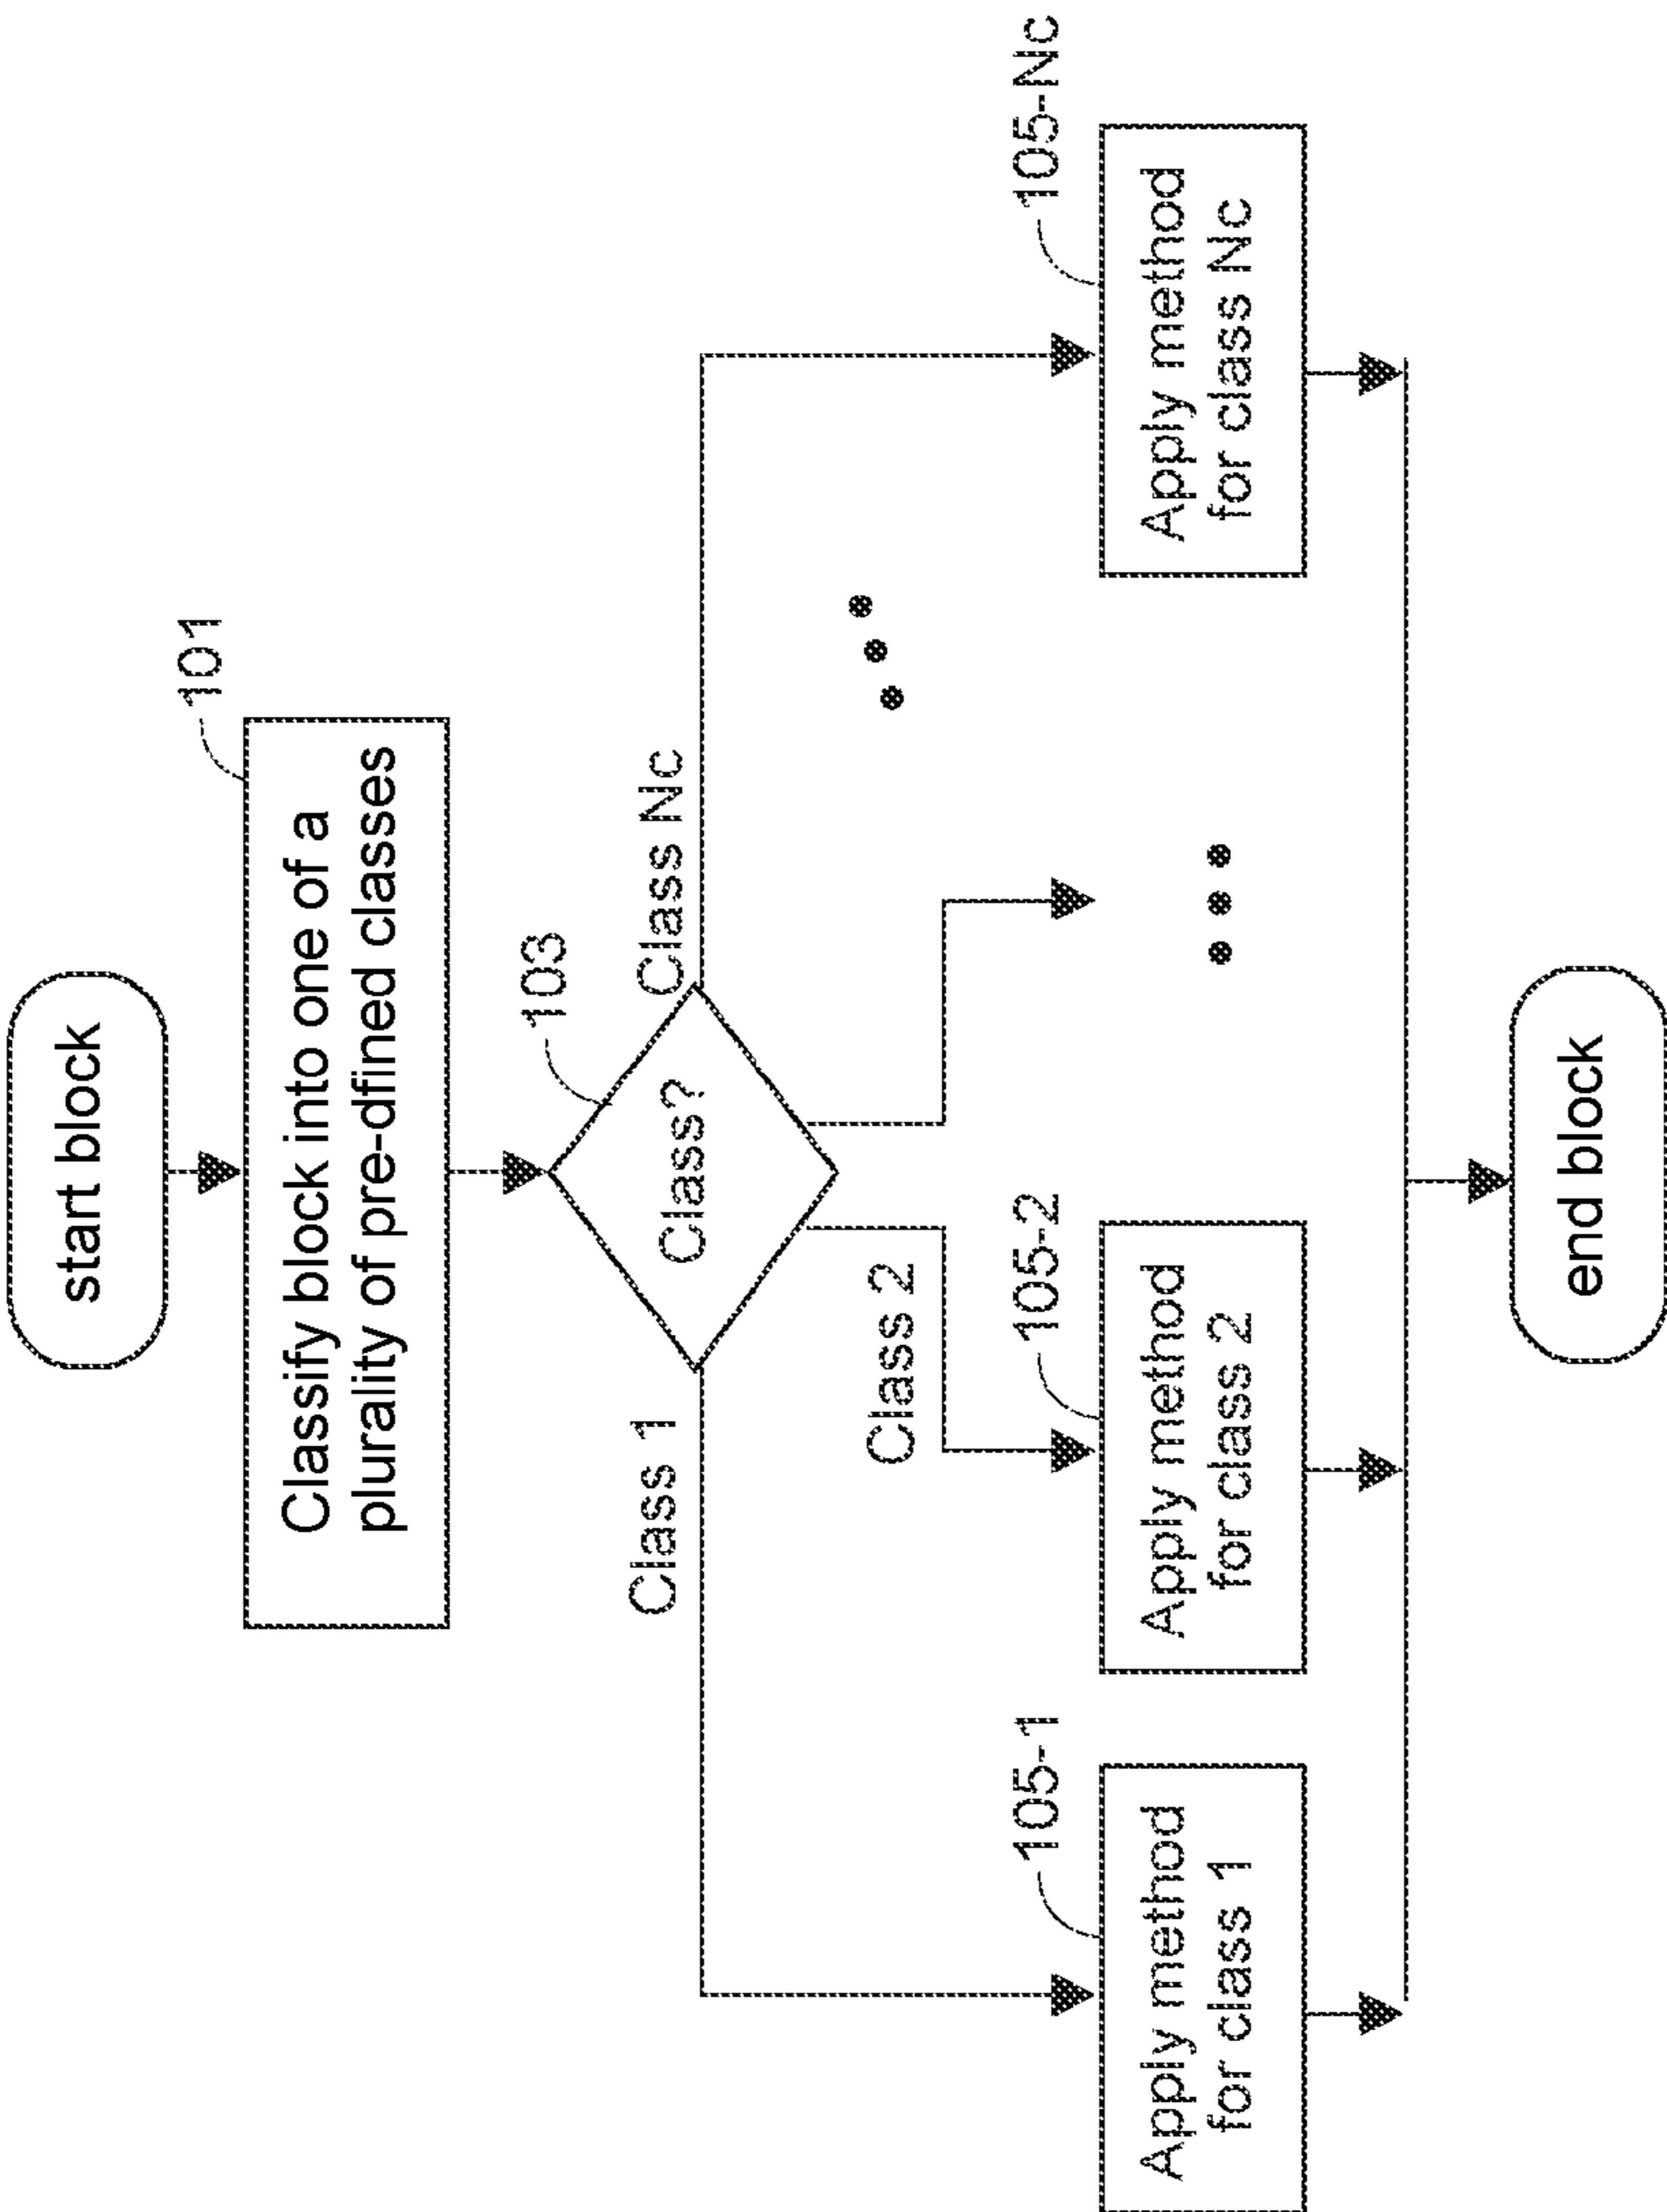 start block
101
Classify block into one of a
plurality of pre-dfined classes
103
Class?
Class 1
Class Nc
Class 2
105-1
Apply method
for class 1
105-2
Apply method
for class 2
105-Nc
Apply method
for class Nc
end block